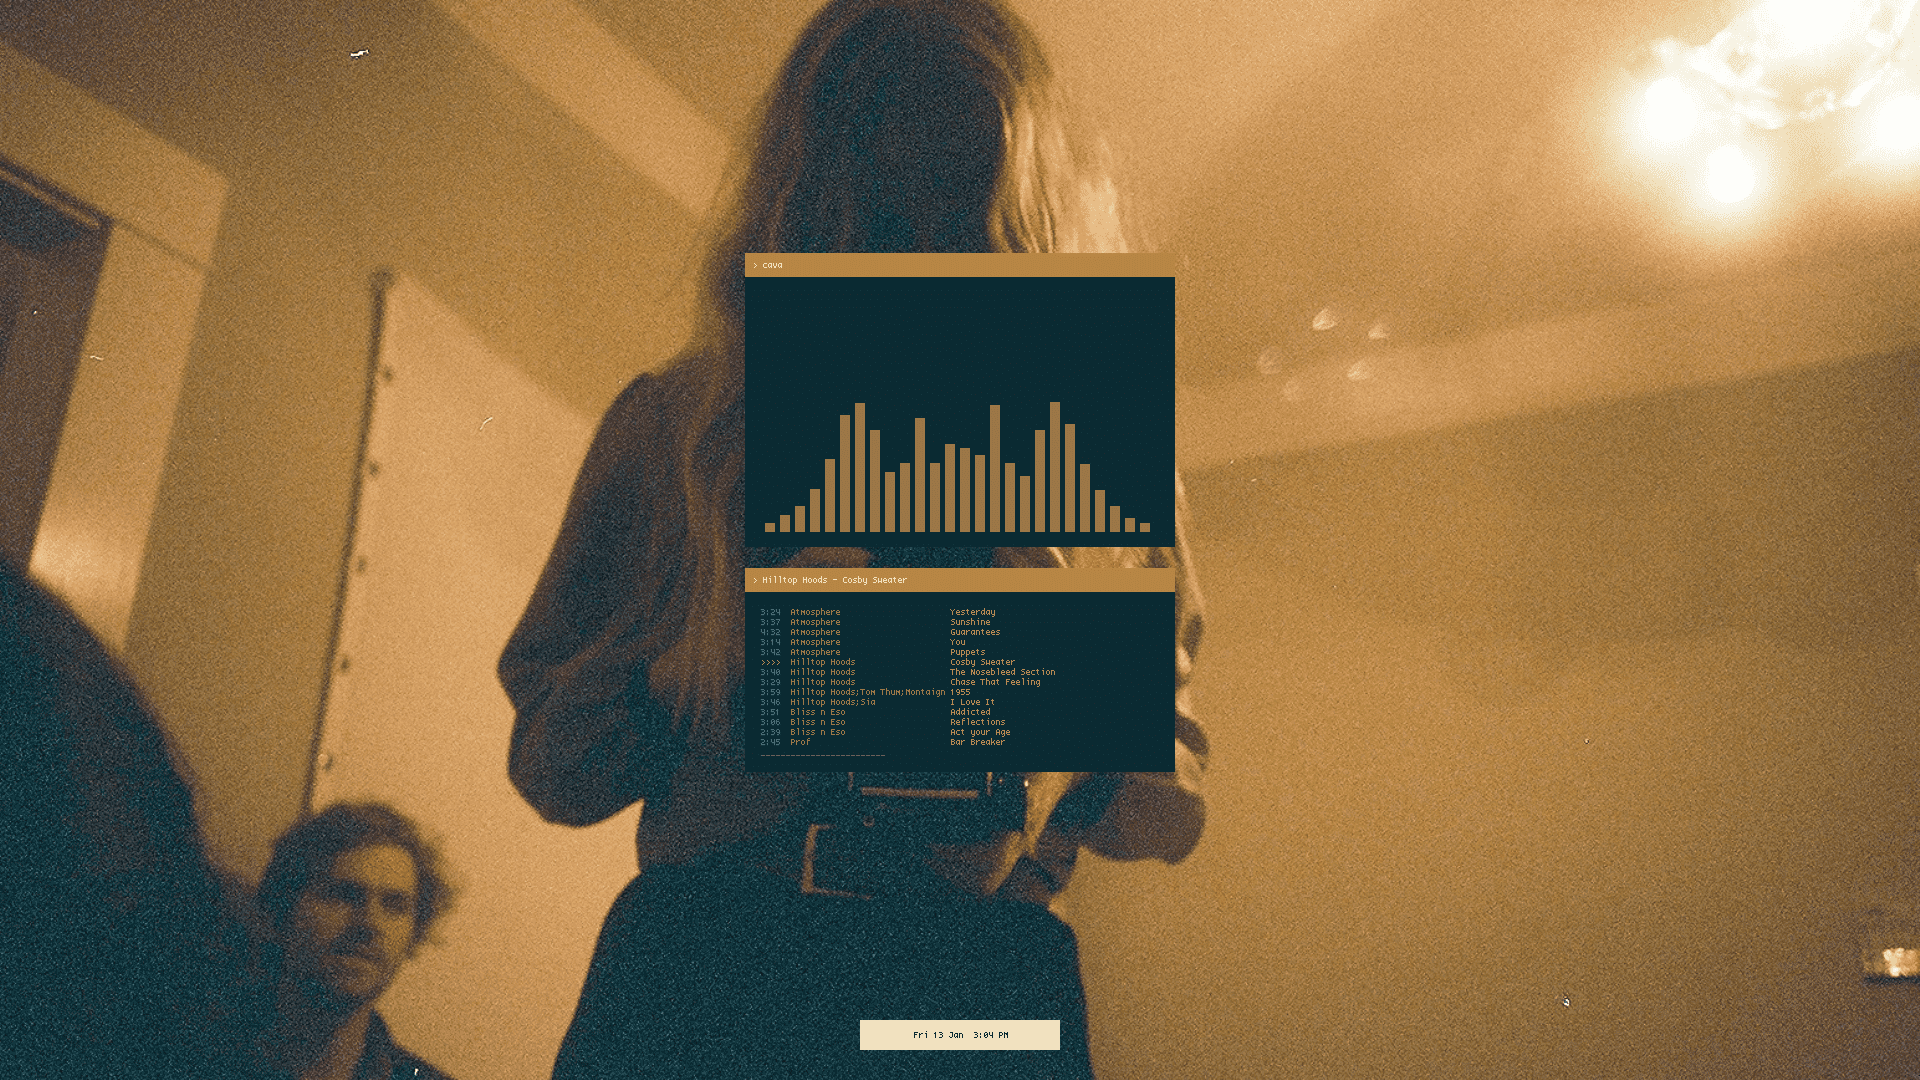 > cava
> Hilltop Hoods - Cosby Sweater
3:24 Atmosphere Yesterday
3:37 Atmosphere Sunshine
4:32 Atmosphere Guarantees
3:14 Atmosphere You
3:42 Atmosphere Puppets
>>>> Hilltop Hoods Cosby Sweater
3:40 Hilltop Hoods The Nosebleed Section
3:29 Hilltop Hoods Chase That Feeling
3:59 Hilltop Hoods;Tom Thum;Montaign 1955
3:46 Hilltop Hoods;Sia I Love It
3:51 Bliss n Eso Addicted
3:06 Bliss n Eso Reflections
2:39 Bliss n Eso Act your Age
2:45 Prof Bar Breaker
-------------------------
Fri 13 Jan 3:04 PM